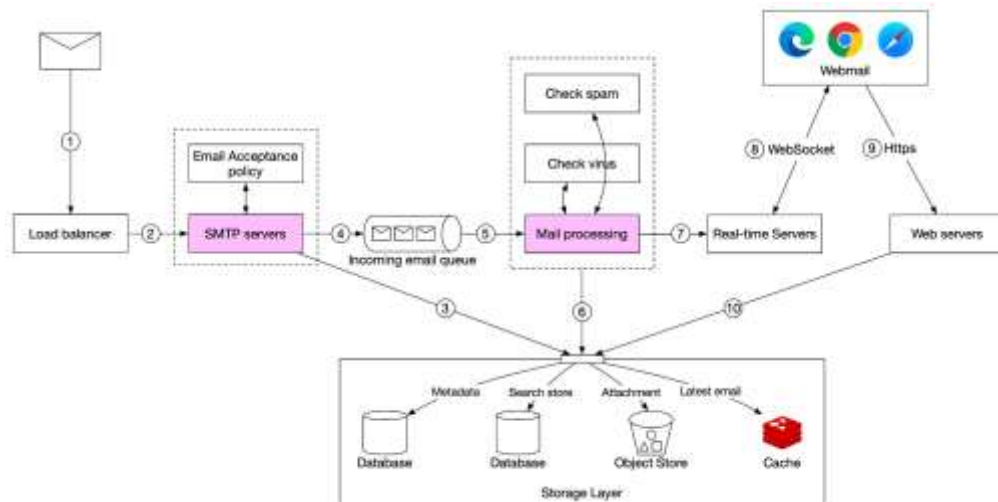 Webmail
Check spam
1
8 WebSocket
9 Https
Email Acceptance
policy
Check virus
Load balancer
2
SMTP servers
4
5
Mail processing
7
Real-time Servers
Web servers
Incoming email queue
3
6
10
Metadata
Search store
Attachment
Latest email
Database
Database
Object Store
Cache
Storage Layer